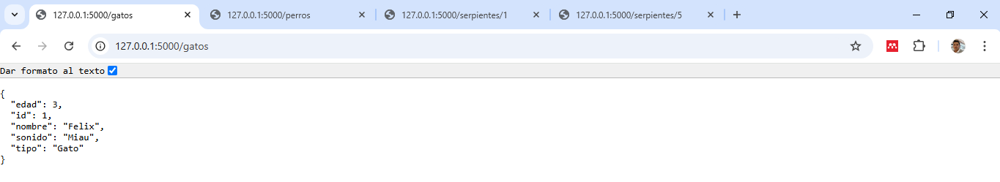 127.0.0.1:5000/gatos
127.0.0.1:5000/perros
127.0.0.1:5000/serpientes/1
127.0.0.1:5000/serpientes/5
127.0.0.1:5000/gatos
Dar formato al texto
{
  "edad": 3,
  "id": 1,
  "nombre": "Felix",
  "sonido": "Miau",
  "tipo": "Gato"
}